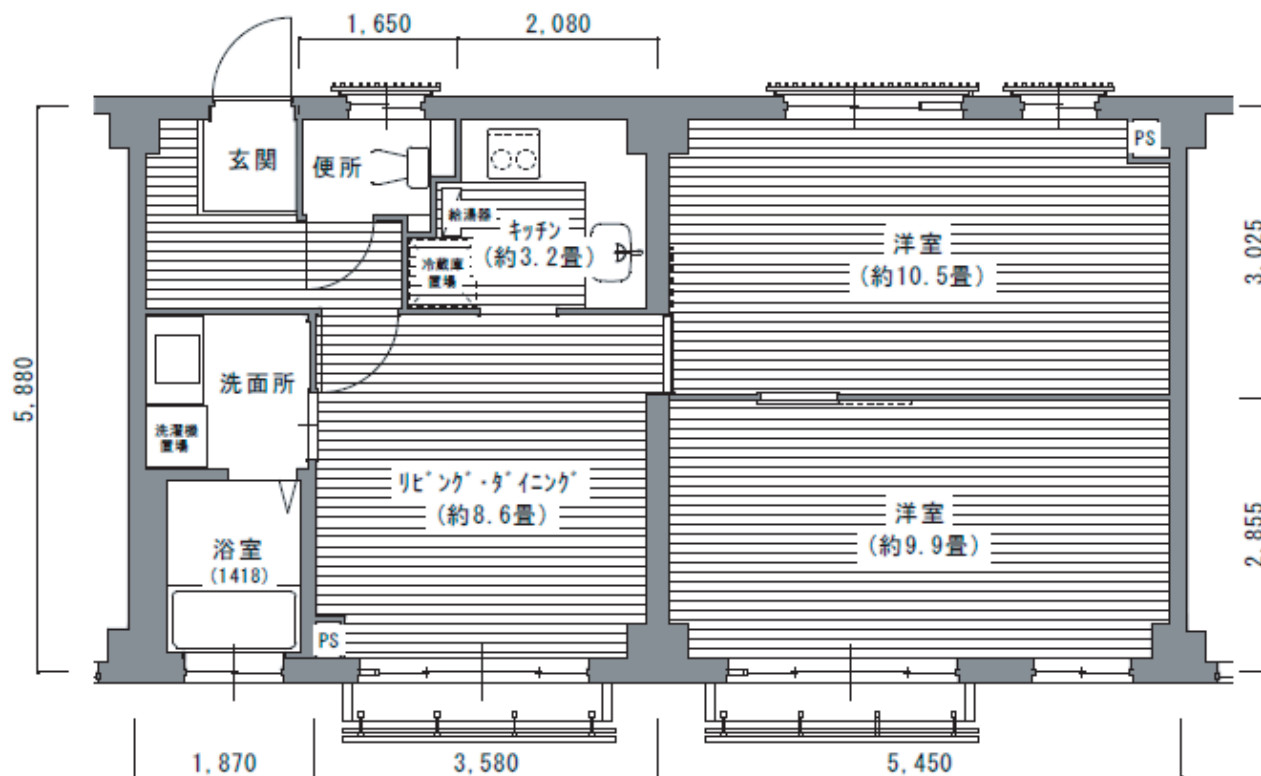 1,650
2,080
玄関
便所
PS
給湯器
キッチン
(約3.2畳)
冷蔵庫
置場
洋室
(約10.5畳)
3,025
5,880
洗面所
洗濯機
置場
リビング・ダイニング
(約8.6畳)
洋室
(約9.9畳)
2,855
浴室
(1418)
PS
1,870
3,580
5,450